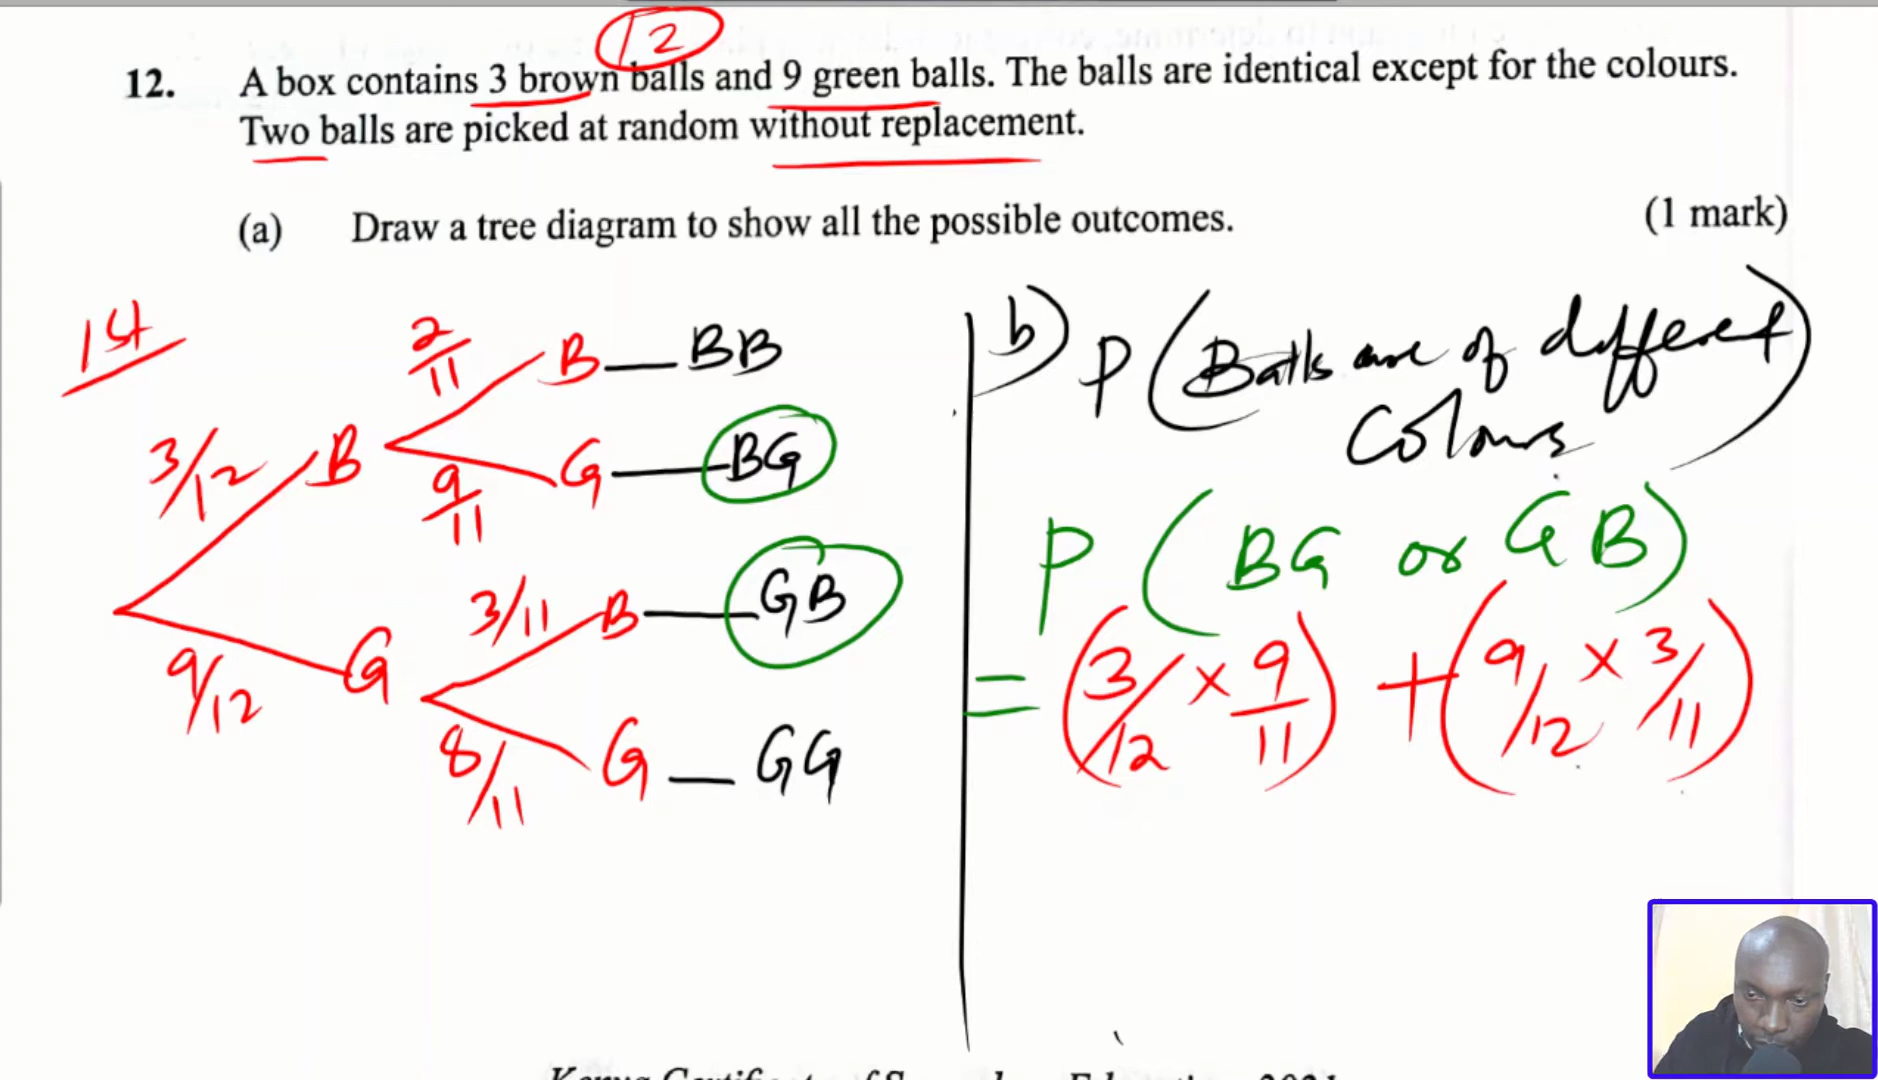 12
12. A box contains 3 brown balls and 9 green balls. The balls are identical except for the colours.
Two balls are picked at random without replacement.
(a) Draw a tree diagram to show all the possible outcomes. (1 mark)
1st
3/12 B
2/11 B — BB
9/11 G — BG
9/12 G
3/11 B — GB
8/11 G — GG
b) P(Balls are of different
Colours)
P (BG or GB)
= (3/12 × 9/11) + (9/12 × 3/11)